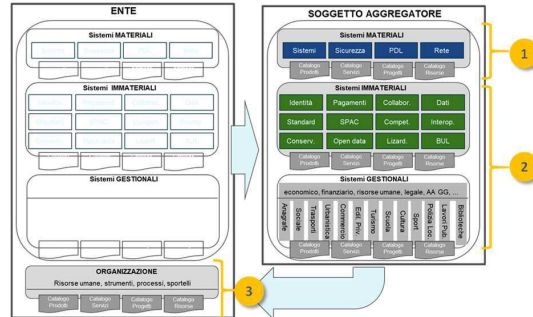 ENTE
Sistemi MATERIALI
Sistemi IMMATERIALI
Sistemi GESTIONALI
ORGANIZZAZIONE
Risorse umane, strumenti, processi, sportelli
Catalogo Prodotti
Catalogo Servizi
Catalogo Progetti
Catalogo Risorse
SOGGETTO AGGREGATORE
Sistemi MATERIALI
Sistemi
Sicurezza
PDL
Rete
Catalogo Prodotti
Catalogo Servizi
Catalogo Progetti
Catalogo Risorse
Sistemi IMMATERIALI
Identità
Pagamenti
Collabor.
Dati
Standard
SPAC
Compet.
Interop.
Conserv.
Open data
Lizard.
BUL
Catalogo Prodotti
Catalogo Servizi
Catalogo Progetti
Catalogo Risorse
Sistemi GESTIONALI
economico, finanziario, risorse umane, legale, AA GG, ...
Anagrafe
Sociale
Trasporti
Urbanistica
Commercio
Edil. Priv.
Turismo
Scuola
Cultura
Sport
Polizia Loc.
Lavori Pub.
Biblioteche
Catalogo Prodotti
Catalogo Servizi
Catalogo Progetti
Catalogo Risorse
1
2
3